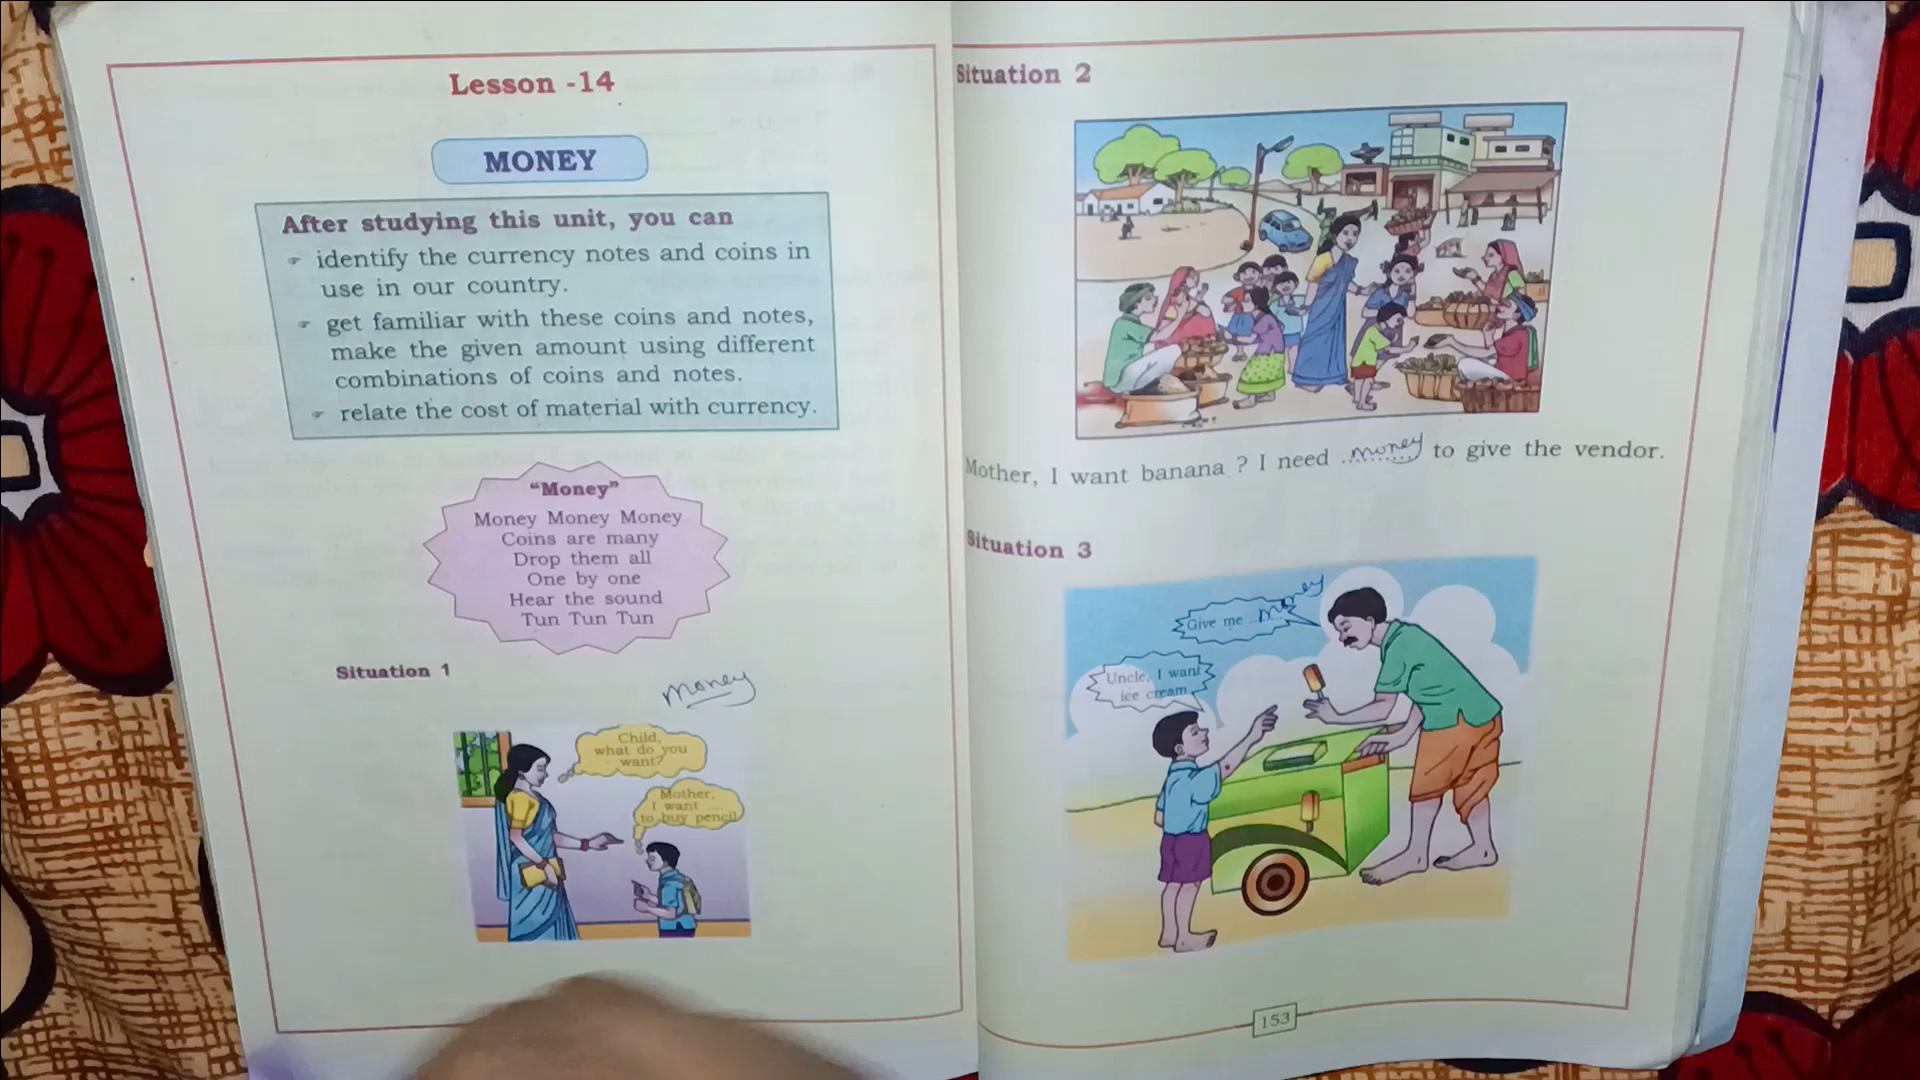 Lesson -14
MONEY
After studying this unit, you can
identify the currency notes and coins in
use in our country.
get familiar with these coins and notes,
make the given amount using different
combinations of coins and notes.
relate the cost of material with currency.
"Money"
Money Money Money
Coins are many
Drop them all
One by one
Hear the sound
Tun Tun Tun
Situation 1
money
Child,
what do you
want?
Mother,
I want ....
to buy pencil
Situation 2
Mother, I want banana ? I need money to give the vendor.
Situation 3
Give me money
Uncle, I want
ice cream
153